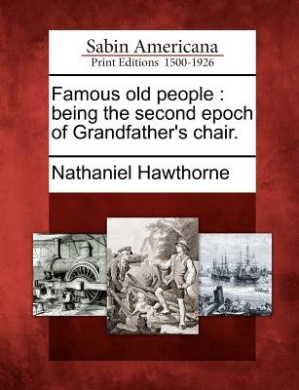 Sabin Americana
Print Editions 1500-1926
Famous old people :
being the second epoch
of Grandfather's chair.
Nathaniel Hawthorne